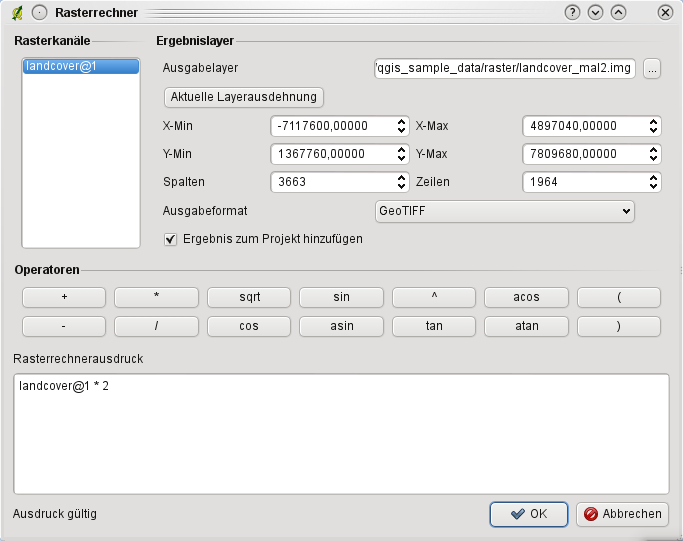 Rasterrechner
Rasterkanäle
landcover@1
Ergebnislayer
Ausgabelayer
qgis_sample_data/raster/landcover_mal2.img
...
Aktuelle Layerausdehnung
X-Min -7117600,00000 X-Max 4897040,00000
Y-Min 1367760,00000 Y-Max 7809680,00000
Spalten 3663 Zeilen 1964
Ausgabeformat GeoTIFF
Ergebnis zum Projekt hinzufügen
Operatoren
+ * sqrt sin ^ acos (
- / cos asin tan atan )
Rasterrechnerausdruck
landcover@1 * 2
Ausdruck gültig
OK
Abbrechen